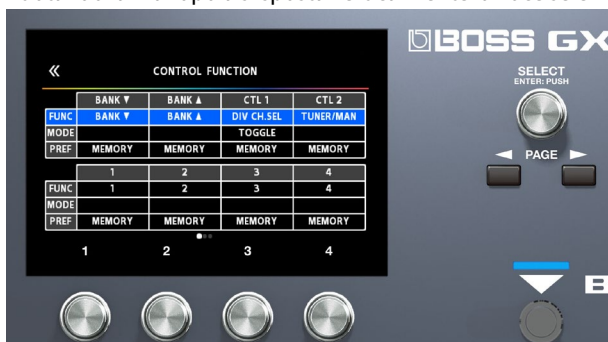 BOSS GX
«
CONTROL FUNCTION
BANK ▼ BANK ▲ CTL 1 CTL 2
FUNC BANK ▼ BANK ▲ DIV CH.SEL TUNER/MAN
MODE TOGGLE
PREF MEMORY MEMORY MEMORY MEMORY
1 2 3 4
FUNC 1 2 3 4
MODE
PREF MEMORY MEMORY MEMORY MEMORY
1 2 3 4
SELECT
ENTER: PUSH
◄ PAGE ►